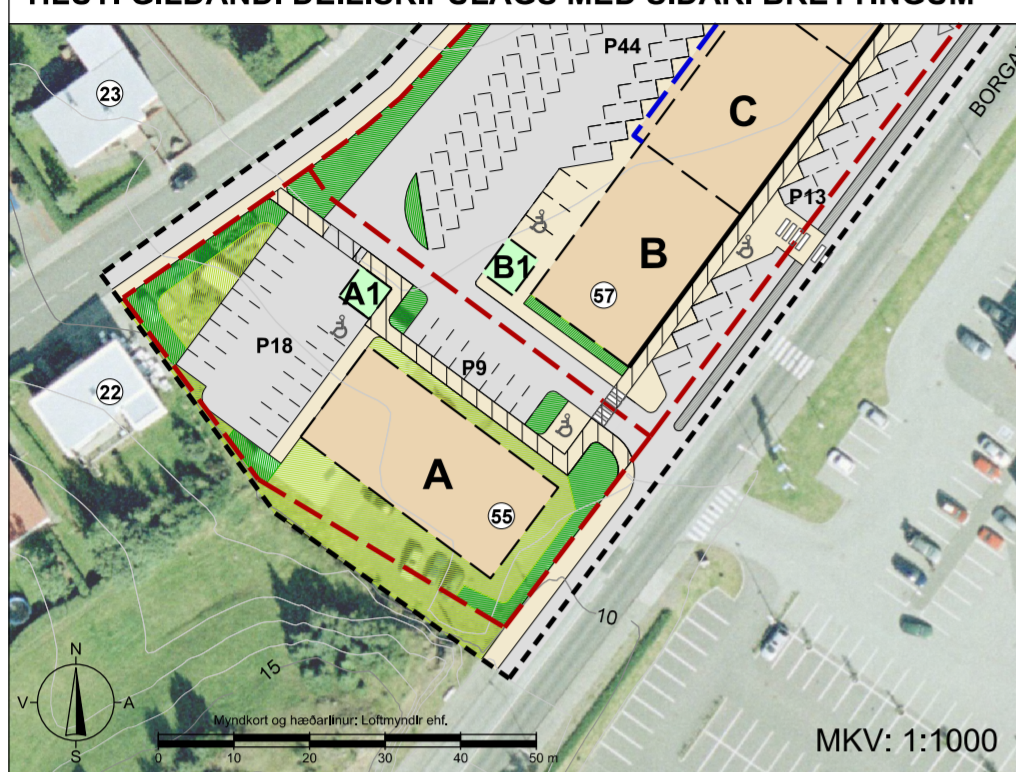 P44
23
BORGA
C
P13
B
B1
57
A1
P18
P9
22
A
55
10
15
N
V A
S
Myndkort og hæðarlínur: Loftmyndir ehf.
0 10 20 30 40 50 m
MKV: 1:1000